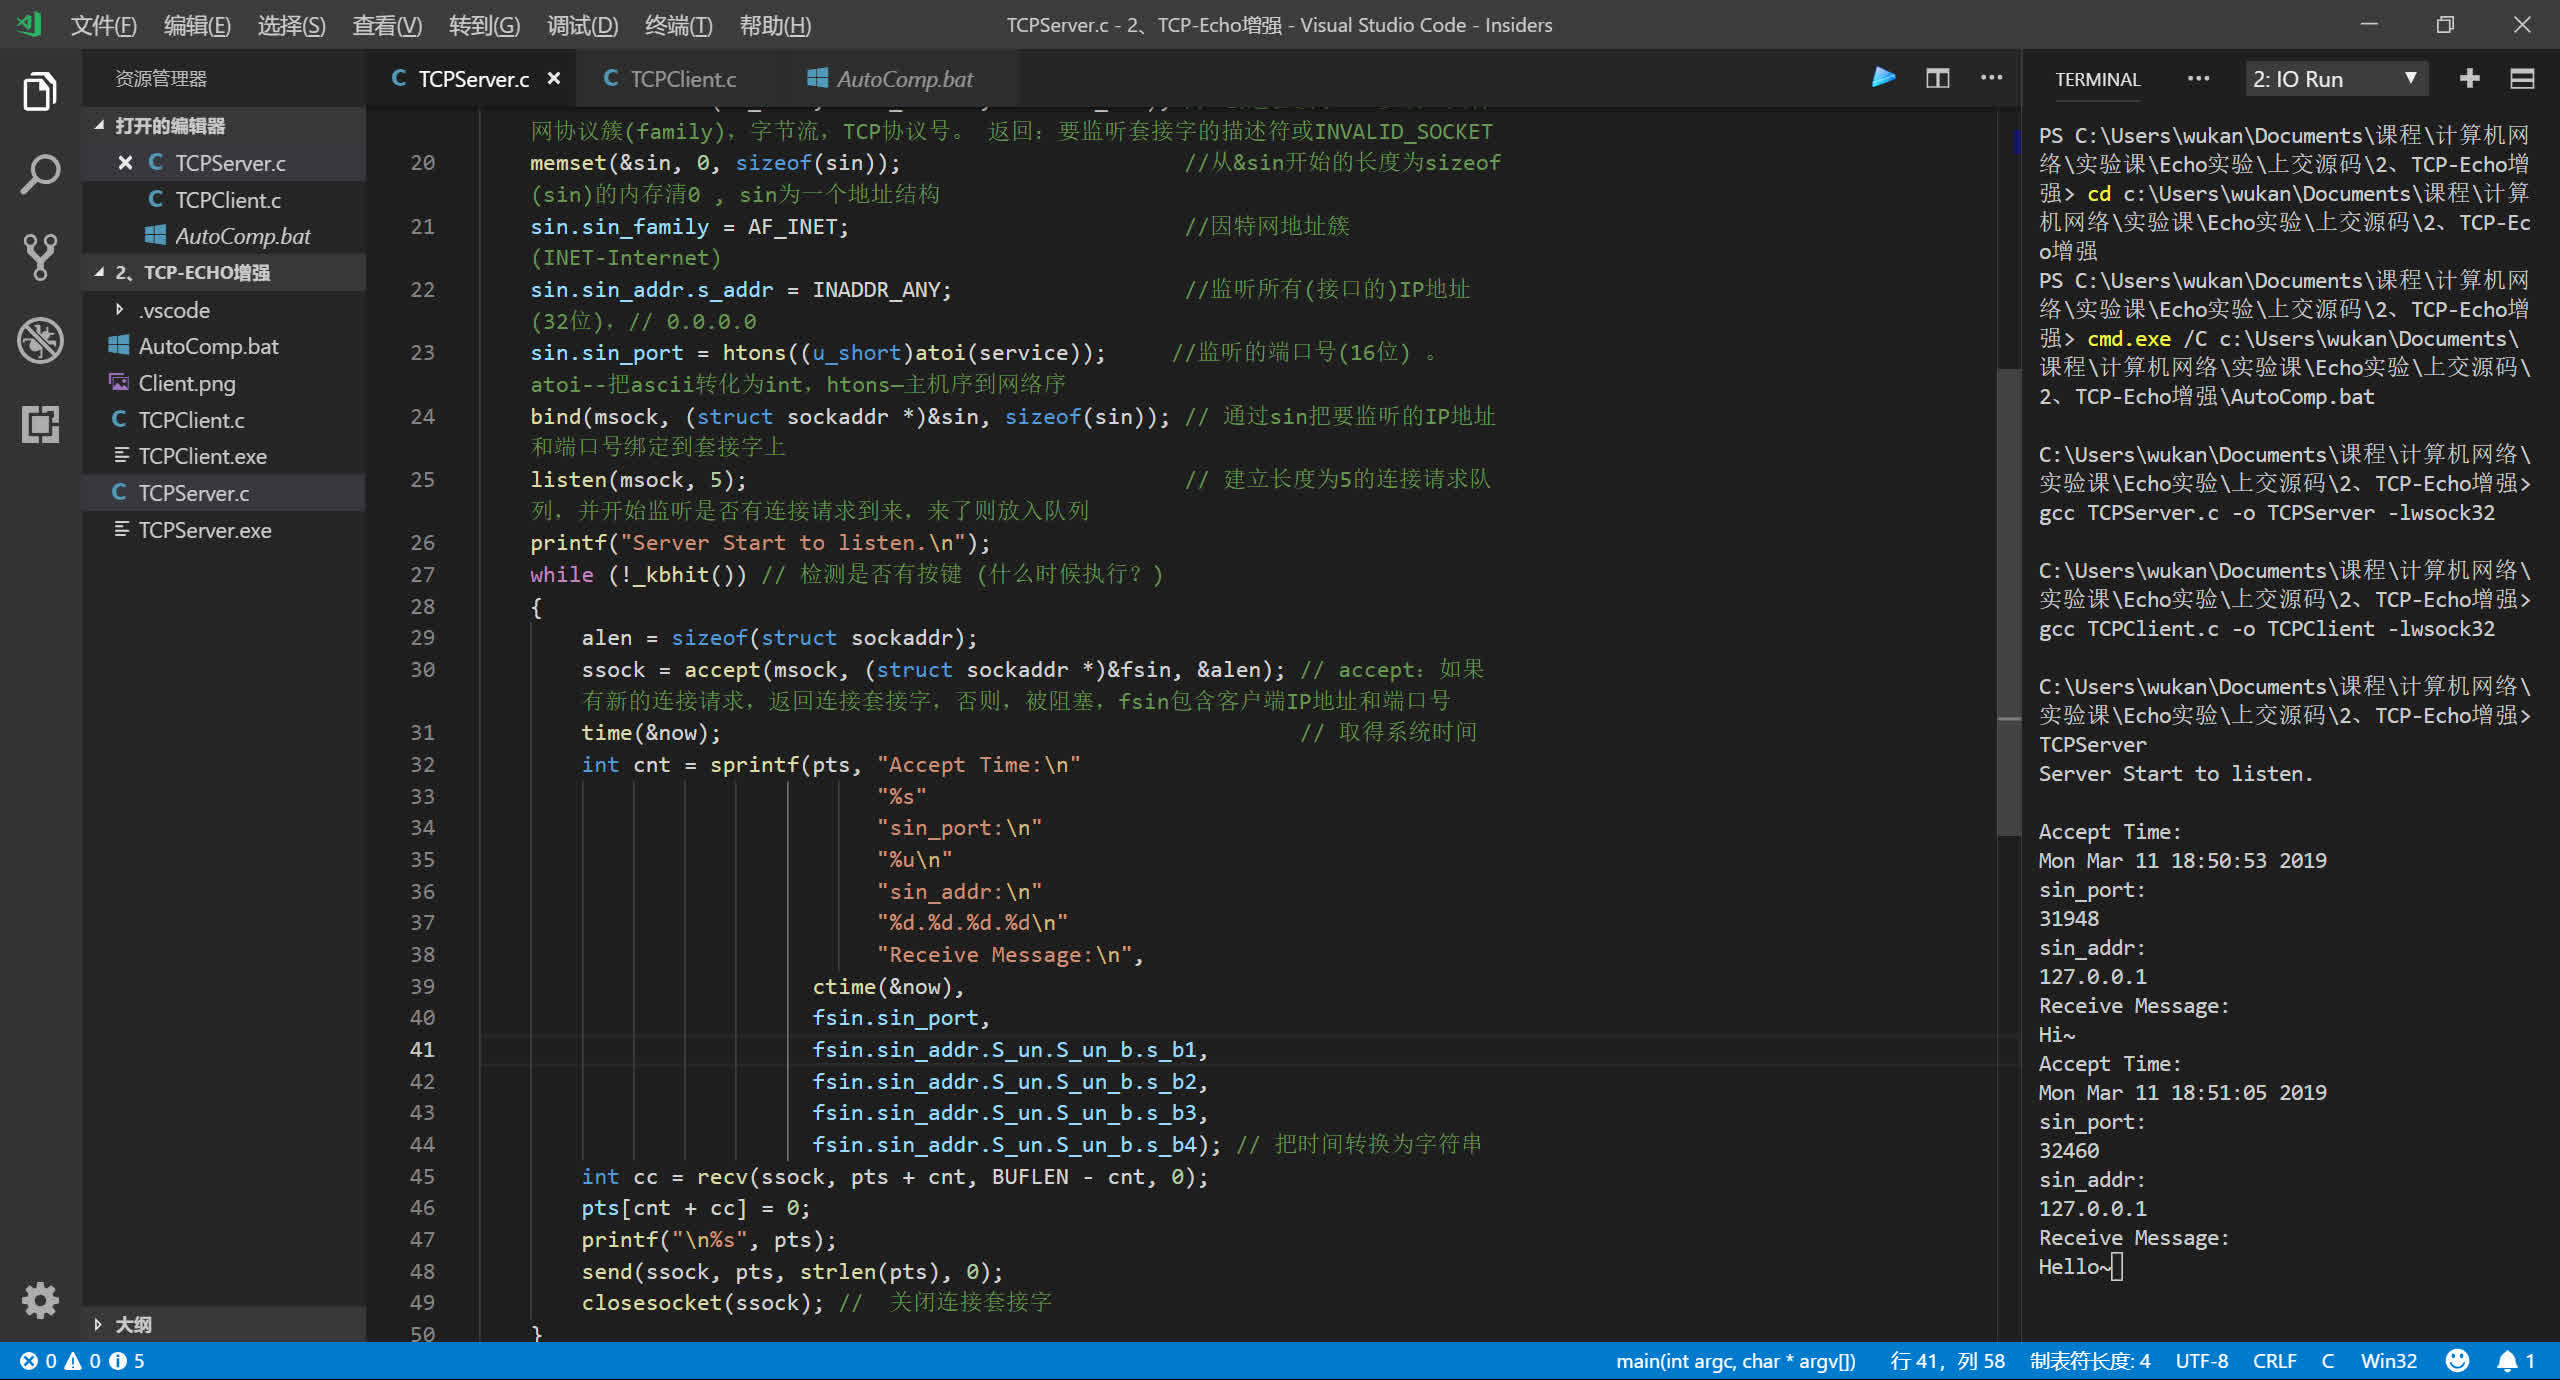 文件(F) 编辑(E) 选择(S) 查看(V) 转到(G) 调试(D) 终端(T) 帮助(H)
TCPServer.c - 2、TCP-Echo增强 - Visual Studio Code - Insiders
资源管理器
打开的编辑器
TCPServer.c
TCPClient.c
AutoComp.bat
2、TCP-ECHO增强
.vscode
AutoComp.bat
Client.png
TCPClient.c
TCPClient.exe
TCPServer.c
TCPServer.exe
大纲
TCPServer.c TCPClient.c AutoComp.bat
网协议簇(family)，字节流，TCP协议号。 返回：要监听套接字的描述符或INVALID_SOCKET
20 memset(&sin, 0, sizeof(sin)); //从&sin开始的长度为sizeof
(sin)的内存清0 , sin为一个地址结构
21 sin.sin_family = AF_INET; //因特网地址簇
(INET-Internet)
22 sin.sin_addr.s_addr = INADDR_ANY; //监听所有(接口的)IP地址
(32位)，// 0.0.0.0
23 sin.sin_port = htons((u_short)atoi(service)); //监听的端口号(16位) 。
atoi--把ascii转化为int，htons—主机序到网络序
24 bind(msock, (struct sockaddr *)&sin, sizeof(sin)); // 通过sin把要监听的IP地址
和端口号绑定到套接字上
25 listen(msock, 5); // 建立长度为5的连接请求队
列，并开始监听是否有连接请求到来，来了则放入队列
26 printf("Server Start to listen.\n");
27 while (!_kbhit()) // 检测是否有按键 (什么时候执行？)
28 {
29 alen = sizeof(struct sockaddr);
30 ssock = accept(msock, (struct sockaddr *)&fsin, &alen); // accept：如果
有新的连接请求，返回连接套接字，否则，被阻塞，fsin包含客户端IP地址和端口号
31 time(&now); // 取得系统时间
32 int cnt = sprintf(pts, "Accept Time:\n"
33 "%s"
34 "sin_port:\n"
35 "%u\n"
36 "sin_addr:\n"
37 "%d.%d.%d.%d\n"
38 "Receive Message:\n",
39 ctime(&now),
40 fsin.sin_port,
41 fsin.sin_addr.S_un.S_un_b.s_b1,
42 fsin.sin_addr.S_un.S_un_b.s_b2,
43 fsin.sin_addr.S_un.S_un_b.s_b3,
44 fsin.sin_addr.S_un.S_un_b.s_b4); // 把时间转换为字符串
45 int cc = recv(ssock, pts + cnt, BUFLEN - cnt, 0);
46 pts[cnt + cc] = 0;
47 printf("\n%s", pts);
48 send(ssock, pts, strlen(pts), 0);
49 closesocket(ssock); // 关闭连接套接字
50 }
TERMINAL 2: IO Run
PS C:\Users\wukan\Documents\课程\计算机网
络\实验课\Echo实验\上交源码\2、TCP-Echo增
强> cd c:\Users\wukan\Documents\课程\计算
机网络\实验课\Echo实验\上交源码\2、TCP-Ec
o增强
PS C:\Users\wukan\Documents\课程\计算机网
络\实验课\Echo实验\上交源码\2、TCP-Echo增
强> cmd.exe /C c:\Users\wukan\Documents\
课程\计算机网络\实验课\Echo实验\上交源码\
2、TCP-Echo增强\AutoComp.bat
C:\Users\wukan\Documents\课程\计算机网络\
实验课\Echo实验\上交源码\2、TCP-Echo增强>
gcc TCPServer.c -o TCPServer -lwsock32
C:\Users\wukan\Documents\课程\计算机网络\
实验课\Echo实验\上交源码\2、TCP-Echo增强>
gcc TCPClient.c -o TCPClient -lwsock32
C:\Users\wukan\Documents\课程\计算机网络\
实验课\Echo实验\上交源码\2、TCP-Echo增强>
TCPServer
Server Start to listen.
Accept Time:
Mon Mar 11 18:50:53 2019
sin_port:
31948
sin_addr:
127.0.0.1
Receive Message:
Hi~
Accept Time:
Mon Mar 11 18:51:05 2019
sin_port:
32460
sin_addr:
127.0.0.1
Receive Message:
Hello~
0 0 5 main(int argc, char * argv[]) 行 41，列 58 制表符长度: 4 UTF-8 CRLF C Win32 1